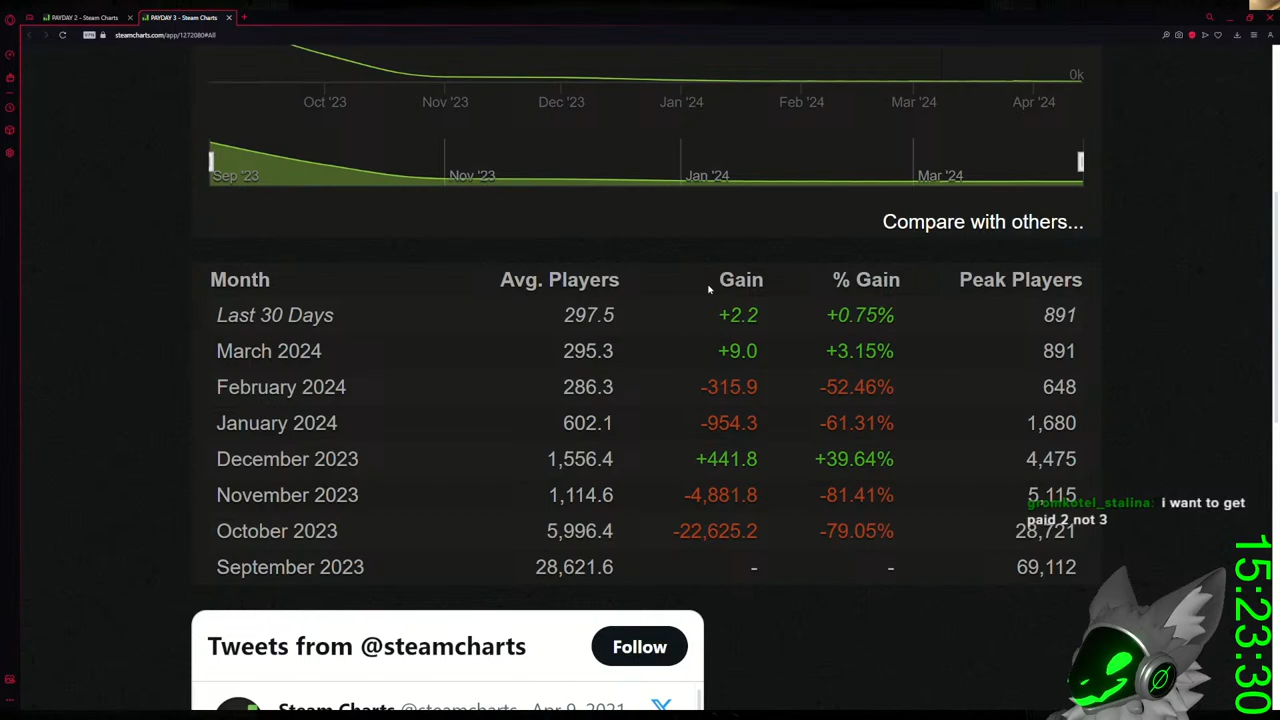 PAYDAY 2 - Steam Charts
PAYDAY 3 - Steam Charts
VPN
steamcharts.com/app/1272080#All
0k
Oct '23 Nov '23 Dec '23 Jan '24 Feb '24 Mar '24 Apr '24
Sep '23 Nov '23 Jan '24 Mar '24
Compare with others...
Month Avg. Players Gain % Gain Peak Players
Last 30 Days 297.5 +2.2 +0.75% 891
March 2024 295.3 +9.0 +3.15% 891
February 2024 286.3 -315.9 -52.46% 648
January 2024 602.1 -954.3 -61.31% 1,680
December 2023 1,556.4 +441.8 +39.64% 4,475
November 2023 1,114.6 -4,881.8 -81.41% 5,115
October 2023 5,996.4 -22,625.2 -79.05% 28,721
September 2023 28,621.6 - - 69,112
gromkotel_stalina: i want to get
paid 2 not 3
Tweets from @steamcharts Follow
Steam Charts @steamcharts · Apr 9, 2021
15:23:30